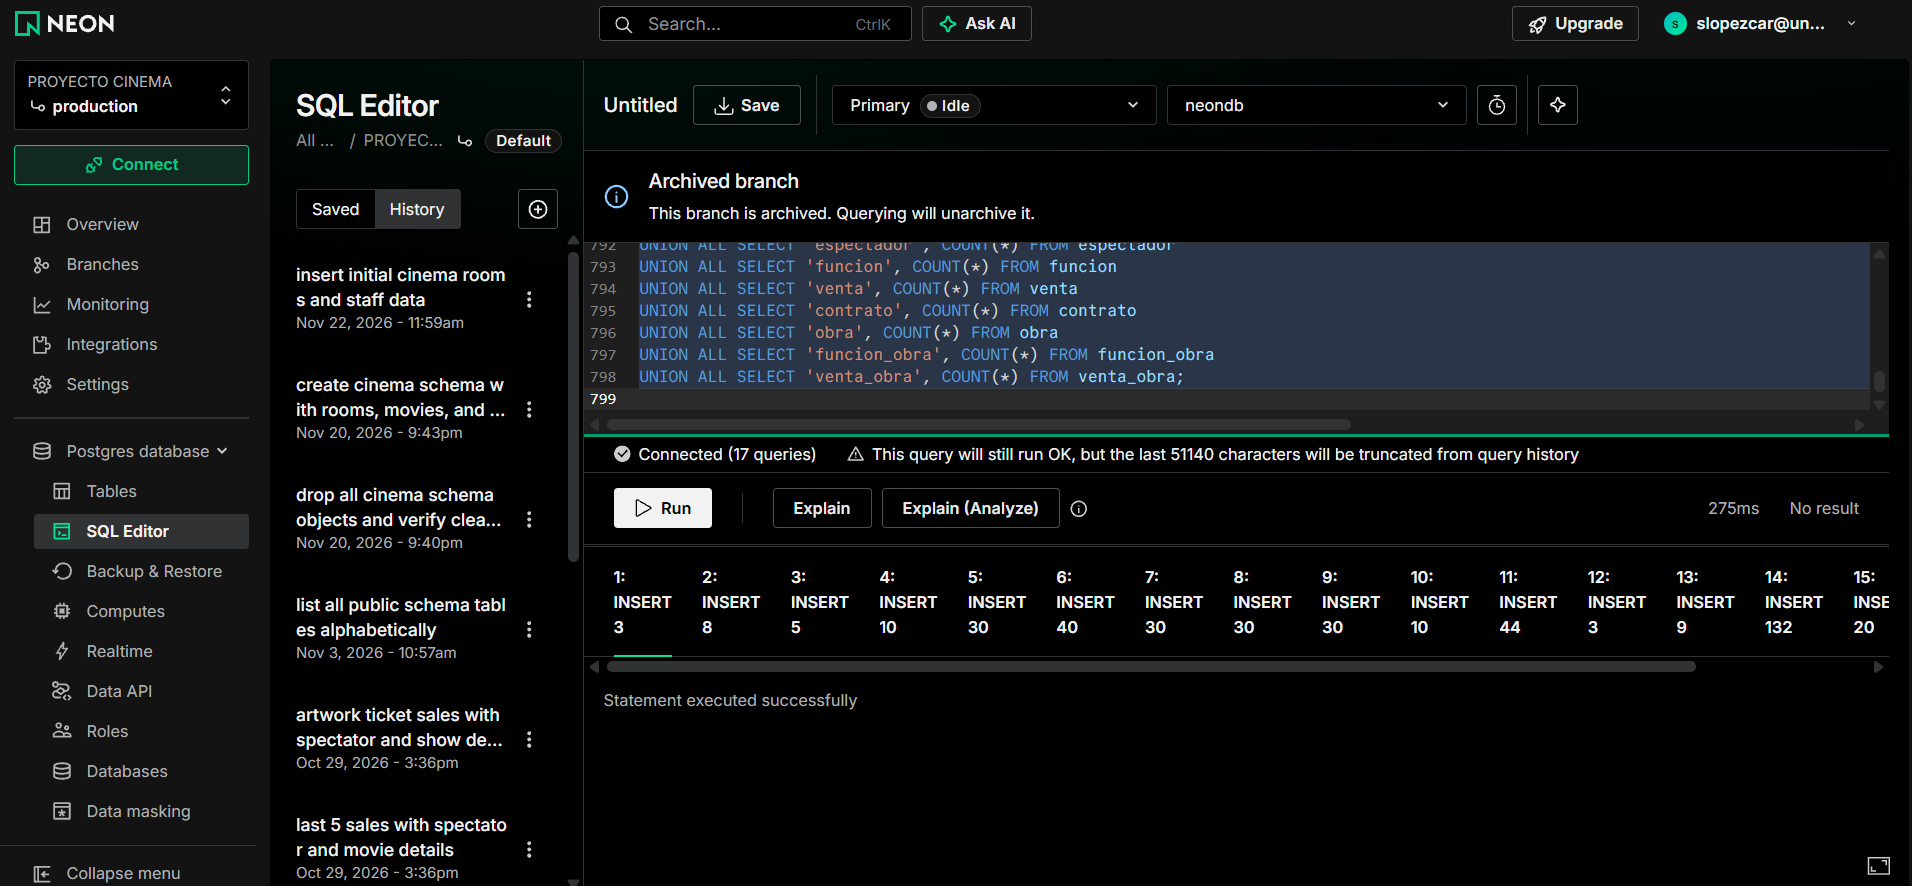 NEON
Search...
CtrlK
Ask AI
Upgrade
s
slopezcar@un...
PROYECTO CINEMA
production
Connect
Overview
Branches
Monitoring
Integrations
Settings
Postgres database
Tables
SQL Editor
Backup & Restore
Computes
Realtime
Data API
Roles
Databases
Data masking
Collapse menu
SQL Editor
All ... / PROYEC... Default
Saved
History
insert initial cinema room
s and staff data
Nov 22, 2026 - 11:59am
create cinema schema w
ith rooms, movies, and ...
Nov 20, 2026 - 9:43pm
drop all cinema schema
objects and verify clea...
Nov 20, 2026 - 9:40pm
list all public schema tabl
es alphabetically
Nov 3, 2026 - 10:57am
artwork ticket sales with
spectator and show de...
Oct 29, 2026 - 3:36pm
last 5 sales with spectato
r and movie details
Oct 29, 2026 - 3:36pm
Untitled
Save
Primary
Idle
neondb
Archived branch
This branch is archived. Querying will unarchive it.
792 UNION ALL SELECT 'espectador', COUNT(*) FROM espectador
793 UNION ALL SELECT 'funcion', COUNT(*) FROM funcion
794 UNION ALL SELECT 'venta', COUNT(*) FROM venta
795 UNION ALL SELECT 'contrato', COUNT(*) FROM contrato
796 UNION ALL SELECT 'obra', COUNT(*) FROM obra
797 UNION ALL SELECT 'funcion_obra', COUNT(*) FROM funcion_obra
798 UNION ALL SELECT 'venta_obra', COUNT(*) FROM venta_obra;
799
Connected (17 queries)
This query will still run OK, but the last 51140 characters will be truncated from query history
Run
Explain
Explain (Analyze)
275ms
No result
1: 2: 3: 4: 5: 6: 7: 8: 9: 10: 11: 12: 13: 14: 15:
INSERT INSERT INSERT INSERT INSERT INSERT INSERT INSERT INSERT INSERT INSERT INSERT INSERT INSERT INSE
3 8 5 10 30 40 30 30 30 10 44 3 9 132 20
Statement executed successfully